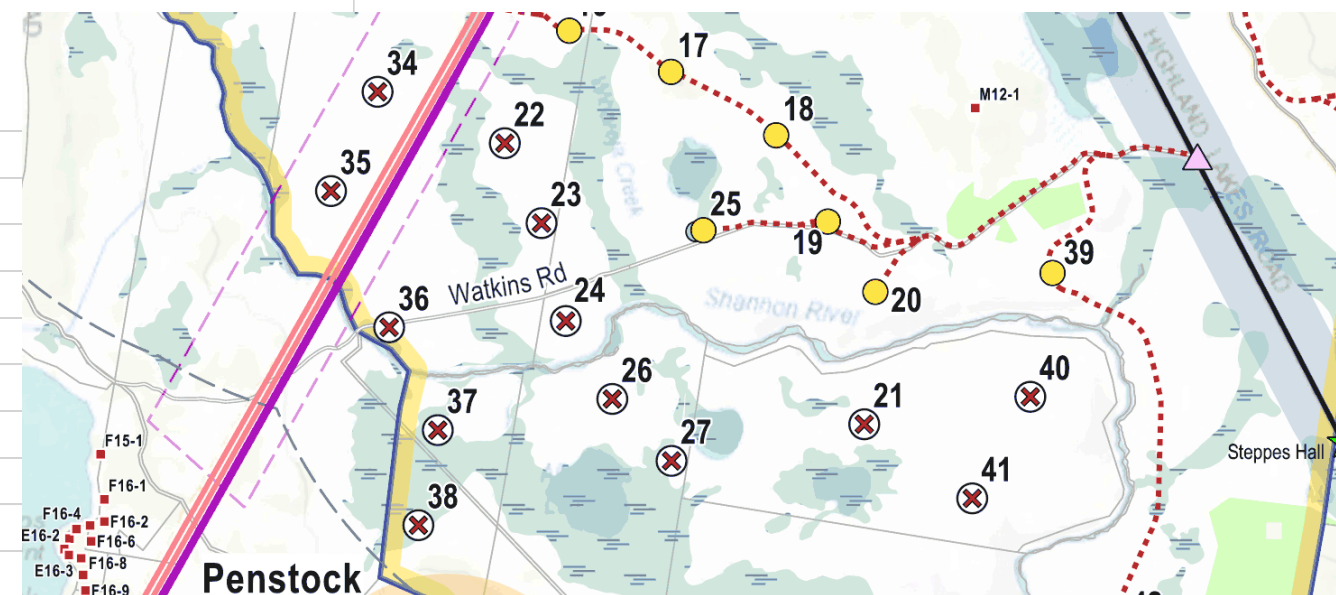 17
34
M12-1
18
22
HIGHLAND LAKES ROAD
35
Creek
23
25
19
39
Watkins Rd
24
20
36
Shannon River
26
40
37
21
27
F15-1
Steppes Hall
41
F16-1
38
F16-4
F16-2
E16-2
F16-6
F16-8
E16-3
Penstock
F16-9